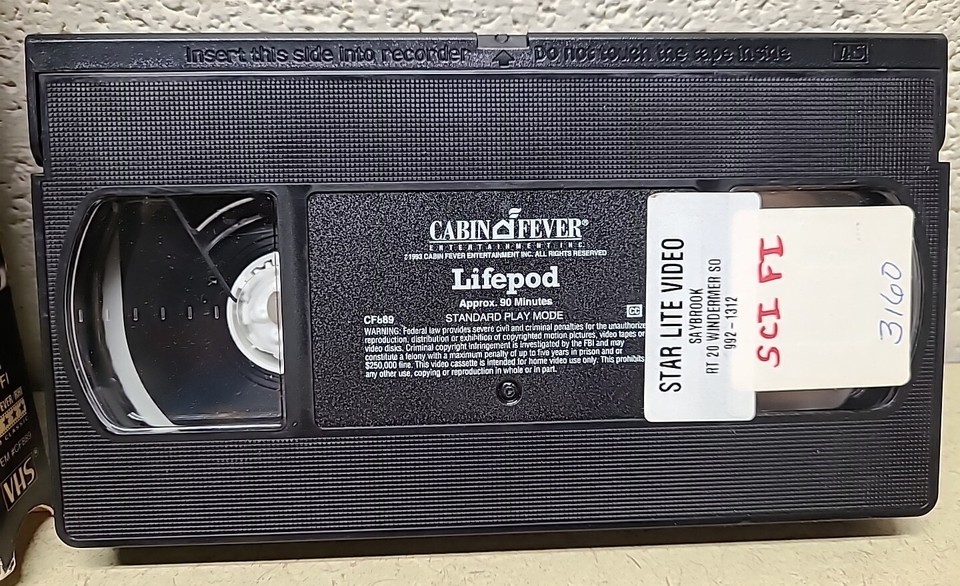 Insert this side into recorder
Do not touch the tape inside
CABIN FEVER®
ENTERTAINMENT INC.
©1993 CABIN FEVER ENTERTAINMENT INC. ALL RIGHTS RESERVED
Lifepod
Approx. 90 Minutes
STANDARD PLAY MODE
CF689
CC
WARNING: Federal law provides severe civil and criminal penalties for the unauthorize
reproduction, distribution or exhibition of copyrighted motion pictures, video tapes or
video disks. Criminal copyright infringement is investigated by the FBI and may
constitute a felony with a maximum penalty of up to five years in prison and or
$250,000 fine. This video cassette is intended for home video use only. This prohibits
any other use, copying or reproduction in whole or in part.
STAR LITE VIDEO
SAYBROOK
RT 20 WINDERMER SO
992-1312
SCI FI
3160
VHS